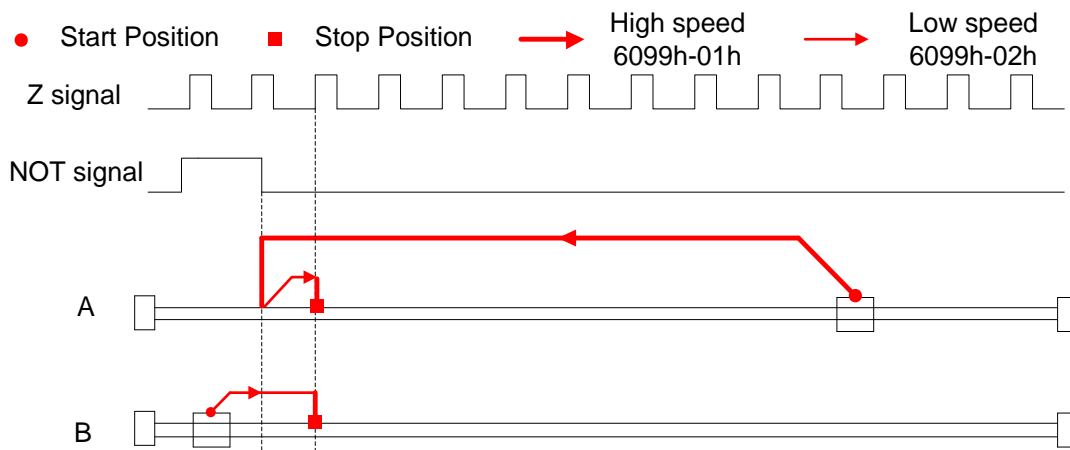 Start Position
Stop Position
High speed
6099h-01h
Low speed
6099h-02h
Z signal
NOT signal
A
B